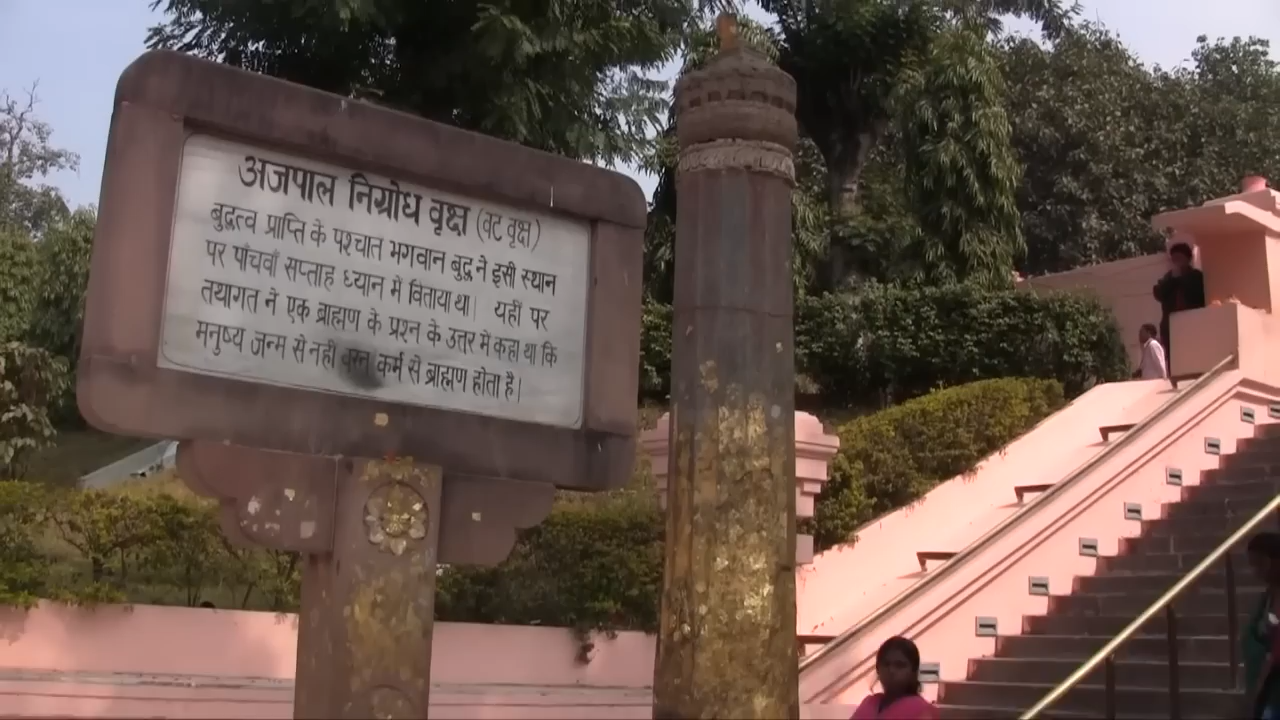 अजपाल निग्रोध वृक्ष (वट वृक्ष)
बुद्धत्व प्राप्ति के पश्चात भगवान बुद्ध ने इसी स्थान
पर पाँचवाँ सप्ताह ध्यान में विताया था। यहीं पर
तथागत ने एक ब्राह्मण के प्रश्न के उत्तर में कहा था कि
मनुष्य जन्म से नही वरन कर्म से ब्राह्मण होता है।